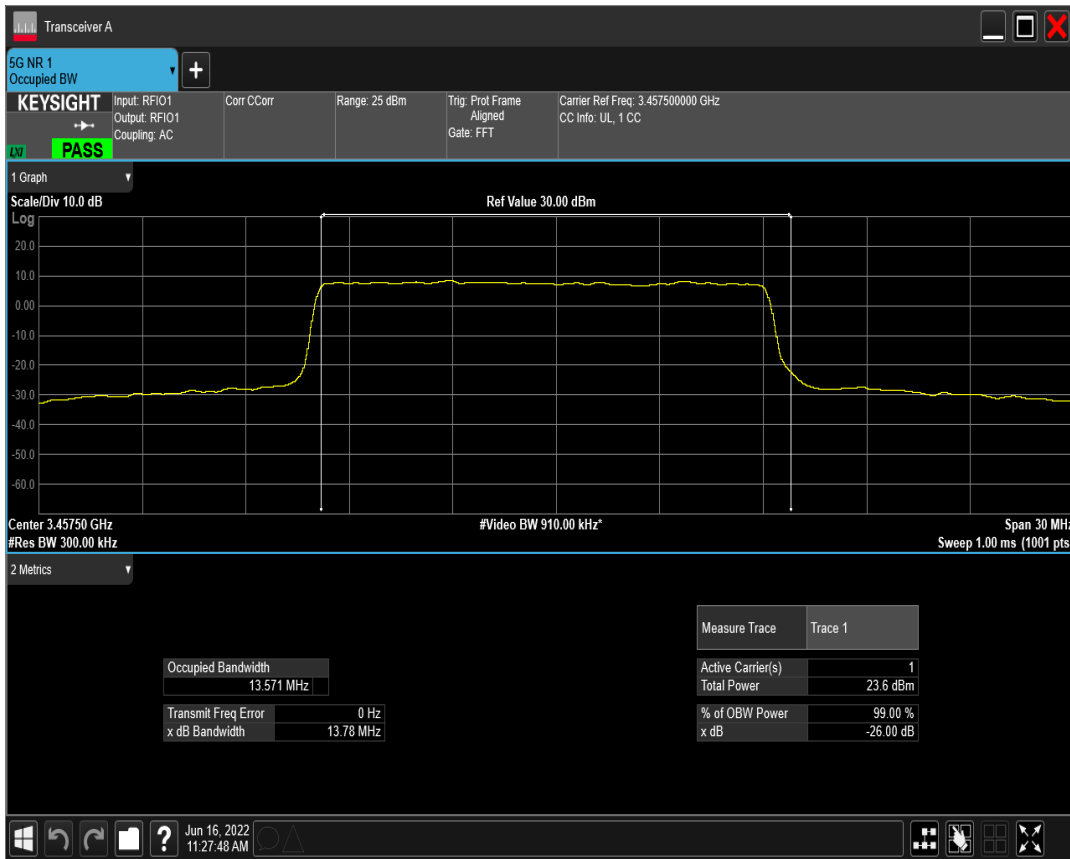 Transceiver A
5G NR 1
Occupied BW
KEYSIGHT
LXI
PASS
Input: RFIO1
Output: RFIO1
Coupling: AC
Corr CCorr
Range: 25 dBm
Trig: Prot Frame
Aligned
Gate: FFT
Carrier Ref Freq: 3.457500000 GHz
CC Info: UL, 1 CC
1 Graph
Scale/Div 10.0 dB
Ref Value 30.00 dBm
Log
20.0
10.0
0.00
-10.0
-20.0
-30.0
-40.0
-50.0
-60.0
Center 3.45750 GHz
#Video BW 910.00 kHz*
Span 30 MHz
#Res BW 300.00 kHz
Sweep 1.00 ms (1001 pts
2 Metrics
Measure Trace Trace 1
Occupied Bandwidth
13.571 MHz
Active Carrier(s) 1
Total Power 23.6 dBm
Transmit Freq Error 0 Hz
x dB Bandwidth 13.78 MHz
% of OBW Power 99.00 %
x dB -26.00 dB
?
Jun 16, 2022
11:27:48 AM